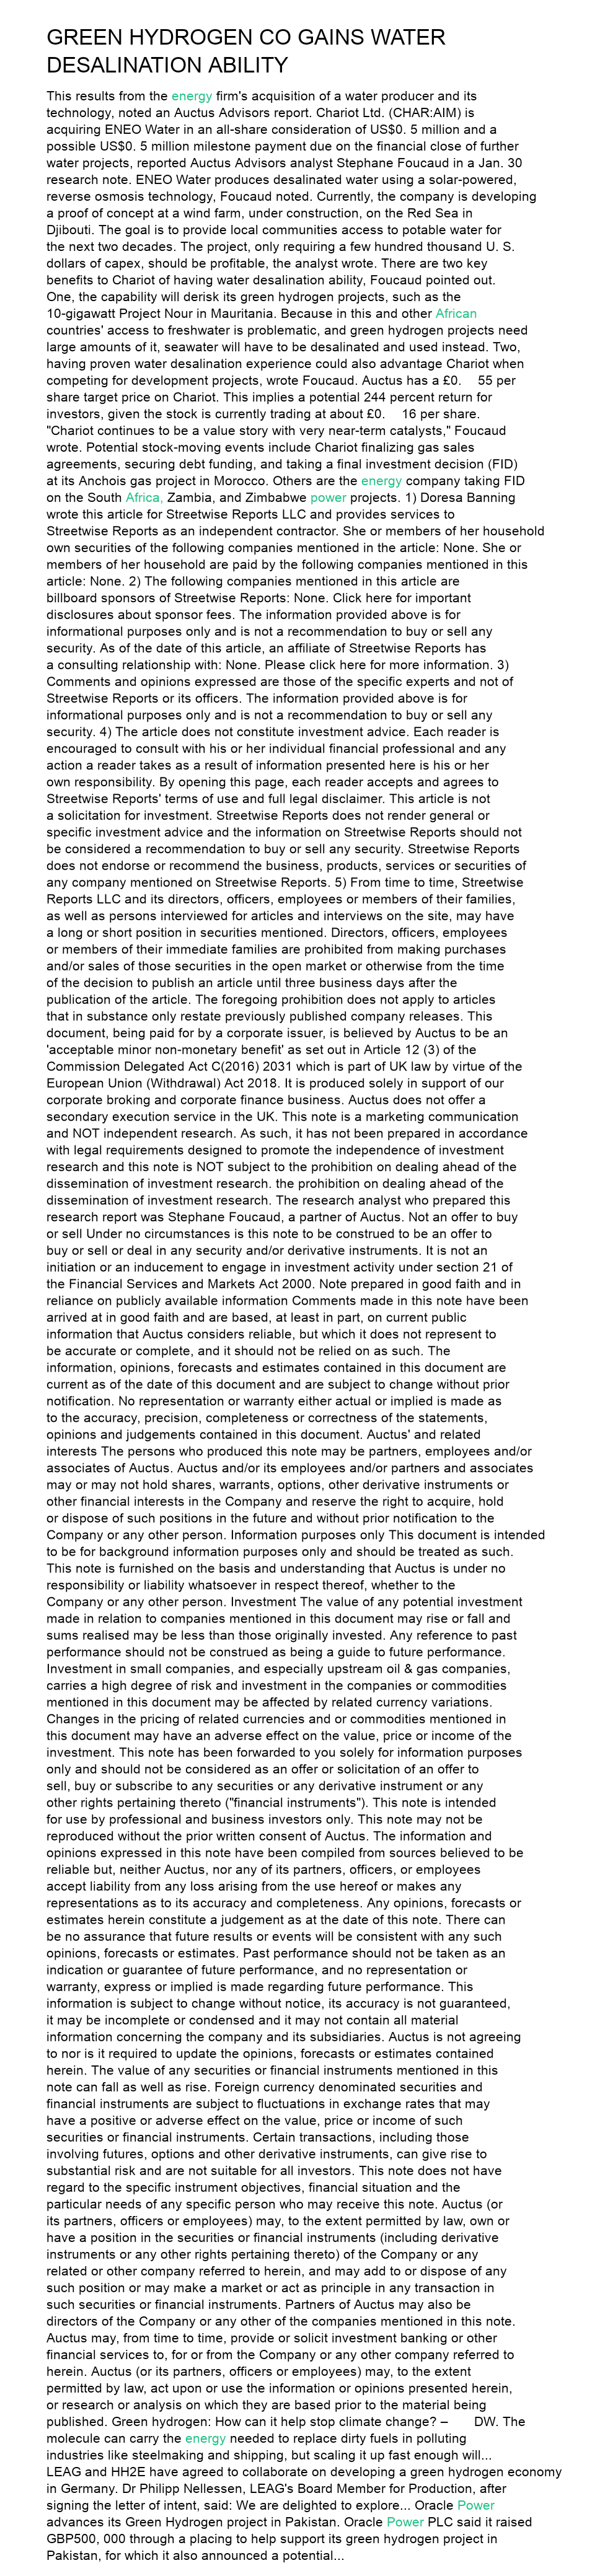 GREEN HYDROGEN CO GAINS WATER
DESALINATION ABILITY
This results from the energy firm's acquisition of a water producer and its
technology, noted an Auctus Advisors report. Chariot Ltd. (CHAR:AIM) is
acquiring ENEO Water in an all-share consideration of US$0. 5 million and a
possible US$0. 5 million milestone payment due on the financial close of further
water projects, reported Auctus Advisors analyst Stephane Foucaud in a Jan. 30
research note. ENEO Water produces desalinated water using a solar-powered,
reverse osmosis technology, Foucaud noted. Currently, the company is developing
a proof of concept at a wind farm, under construction, on the Red Sea in
Djibouti. The goal is to provide local communities access to potable water for
the next two decades. The project, only requiring a few hundred thousand U. S.
dollars of capex, should be profitable, the analyst wrote. There are two key
benefits to Chariot of having water desalination ability, Foucaud pointed out.
One, the capability will derisk its green hydrogen projects, such as the
10-gigawatt Project Nour in Mauritania. Because in this and other African
countries' access to freshwater is problematic, and green hydrogen projects need
large amounts of it, seawater will have to be desalinated and used instead. Two,
having proven water desalination experience could also advantage Chariot when
competing for development projects, wrote Foucaud. Auctus has a £0. 55 per
share target price on Chariot. This implies a potential 244 percent return for
investors, given the stock is currently trading at about £0. 16 per share.
"Chariot continues to be a value story with very near-term catalysts," Foucaud
wrote. Potential stock-moving events include Chariot finalizing gas sales
agreements, securing debt funding, and taking a final investment decision (FID)
at its Anchois gas project in Morocco. Others are the energy company taking FID
on the South Africa, Zambia, and Zimbabwe power projects. 1) Doresa Banning
wrote this article for Streetwise Reports LLC and provides services to
Streetwise Reports as an independent contractor. She or members of her household
own securities of the following companies mentioned in the article: None. She or
members of her household are paid by the following companies mentioned in this
article: None. 2) The following companies mentioned in this article are
billboard sponsors of Streetwise Reports: None. Click here for important
disclosures about sponsor fees. The information provided above is for
informational purposes only and is not a recommendation to buy or sell any
security. As of the date of this article, an affiliate of Streetwise Reports has
a consulting relationship with: None. Please click here for more information. 3)
Comments and opinions expressed are those of the specific experts and not of
Streetwise Reports or its officers. The information provided above is for
informational purposes only and is not a recommendation to buy or sell any
security. 4) The article does not constitute investment advice. Each reader is
encouraged to consult with his or her individual financial professional and any
action a reader takes as a result of information presented here is his or her
own responsibility. By opening this page, each reader accepts and agrees to
Streetwise Reports' terms of use and full legal disclaimer. This article is not
a solicitation for investment. Streetwise Reports does not render general or
specific investment advice and the information on Streetwise Reports should not
be considered a recommendation to buy or sell any security. Streetwise Reports
does not endorse or recommend the business, products, services or securities of
any company mentioned on Streetwise Reports. 5) From time to time, Streetwise
Reports LLC and its directors, officers, employees or members of their families,
as well as persons interviewed for articles and interviews on the site, may have
a long or short position in securities mentioned. Directors, officers, employees
or members of their immediate families are prohibited from making purchases
and/or sales of those securities in the open market or otherwise from the time
of the decision to publish an article until three business days after the
publication of the article. The foregoing prohibition does not apply to articles
that in substance only restate previously published company releases. This
document, being paid for by a corporate issuer, is believed by Auctus to be an
'acceptable minor non-monetary benefit' as set out in Article 12 (3) of the
Commission Delegated Act C(2016) 2031 which is part of UK law by virtue of the
European Union (Withdrawal) Act 2018. It is produced solely in support of our
corporate broking and corporate finance business. Auctus does not offer a
secondary execution service in the UK. This note is a marketing communication
and NOT independent research. As such, it has not been prepared in accordance
with legal requirements designed to promote the independence of investment
research and this note is NOT subject to the prohibition on dealing ahead of the
dissemination of investment research. the prohibition on dealing ahead of the
dissemination of investment research. The research analyst who prepared this
research report was Stephane Foucaud, a partner of Auctus. Not an offer to buy
or sell Under no circumstances is this note to be construed to be an offer to
buy or sell or deal in any security and/or derivative instruments. It is not an
initiation or an inducement to engage in investment activity under section 21 of
the Financial Services and Markets Act 2000. Note prepared in good faith and in
reliance on publicly available information Comments made in this note have been
arrived at in good faith and are based, at least in part, on current public
information that Auctus considers reliable, but which it does not represent to
be accurate or complete, and it should not be relied on as such. The
information, opinions, forecasts and estimates contained in this document are
current as of the date of this document and are subject to change without prior
notification. No representation or warranty either actual or implied is made as
to the accuracy, precision, completeness or correctness of the statements,
opinions and judgements contained in this document. Auctus' and related
interests The persons who produced this note may be partners, employees and/or
associates of Auctus. Auctus and/or its employees and/or partners and associates
may or may not hold shares, warrants, options, other derivative instruments or
other financial interests in the Company and reserve the right to acquire, hold
or dispose of such positions in the future and without prior notification to the
Company or any other person. Information purposes only This document is intended
to be for background information purposes only and should be treated as such.
This note is furnished on the basis and understanding that Auctus is under no
responsibility or liability whatsoever in respect thereof, whether to the
Company or any other person. Investment The value of any potential investment
made in relation to companies mentioned in this document may rise or fall and
sums realised may be less than those originally invested. Any reference to past
performance should not be construed as being a guide to future performance.
Investment in small companies, and especially upstream oil & gas companies,
carries a high degree of risk and investment in the companies or commodities
mentioned in this document may be affected by related currency variations.
Changes in the pricing of related currencies and or commodities mentioned in
this document may have an adverse effect on the value, price or income of the
investment. This note has been forwarded to you solely for information purposes
only and should not be considered as an offer or solicitation of an offer to
sell, buy or subscribe to any securities or any derivative instrument or any
other rights pertaining thereto ("financial instruments"). This note is intended
for use by professional and business investors only. This note may not be
reproduced without the prior written consent of Auctus. The information and
opinions expressed in this note have been compiled from sources believed to be
reliable but, neither Auctus, nor any of its partners, officers, or employees
accept liability from any loss arising from the use hereof or makes any
representations as to its accuracy and completeness. Any opinions, forecasts or
estimates herein constitute a judgement as at the date of this note. There can
be no assurance that future results or events will be consistent with any such
opinions, forecasts or estimates. Past performance should not be taken as an
indication or guarantee of future performance, and no representation or
warranty, express or implied is made regarding future performance. This
information is subject to change without notice, its accuracy is not guaranteed,
it may be incomplete or condensed and it may not contain all material
information concerning the company and its subsidiaries. Auctus is not agreeing
to nor is it required to update the opinions, forecasts or estimates contained
herein. The value of any securities or financial instruments mentioned in this
note can fall as well as rise. Foreign currency denominated securities and
financial instruments are subject to fluctuations in exchange rates that may
have a positive or adverse effect on the value, price or income of such
securities or financial instruments. Certain transactions, including those
involving futures, options and other derivative instruments, can give rise to
substantial risk and are not suitable for all investors. This note does not have
regard to the specific instrument objectives, financial situation and the
particular needs of any specific person who may receive this note. Auctus (or
its partners, officers or employees) may, to the extent permitted by law, own or
have a position in the securities or financial instruments (including derivative
instruments or any other rights pertaining thereto) of the Company or any
related or other company referred to herein, and may add to or dispose of any
such position or may make a market or act as principle in any transaction in
such securities or financial instruments. Partners of Auctus may also be
directors of the Company or any other of the companies mentioned in this note.
Auctus may, from time to time, provide or solicit investment banking or other
financial services to, for or from the Company or any other company referred to
herein. Auctus (or its partners, officers or employees) may, to the extent
permitted by law, act upon or use the information or opinions presented herein,
or research or analysis on which they are based prior to the material being
published. Green hydrogen: How can it help stop climate change? – DW. The
molecule can carry the energy needed to replace dirty fuels in polluting
industries like steelmaking and shipping, but scaling it up fast enough will...
LEAG and HH2E have agreed to collaborate on developing a green hydrogen economy
in Germany. Dr Philipp Nellessen, LEAG's Board Member for Production, after
signing the letter of intent, said: We are delighted to explore... Oracle Power
advances its Green Hydrogen project in Pakistan. Oracle Power PLC said it raised
GBP500, 000 through a placing to help support its green hydrogen project in
Pakistan, for which it also announced a potential...